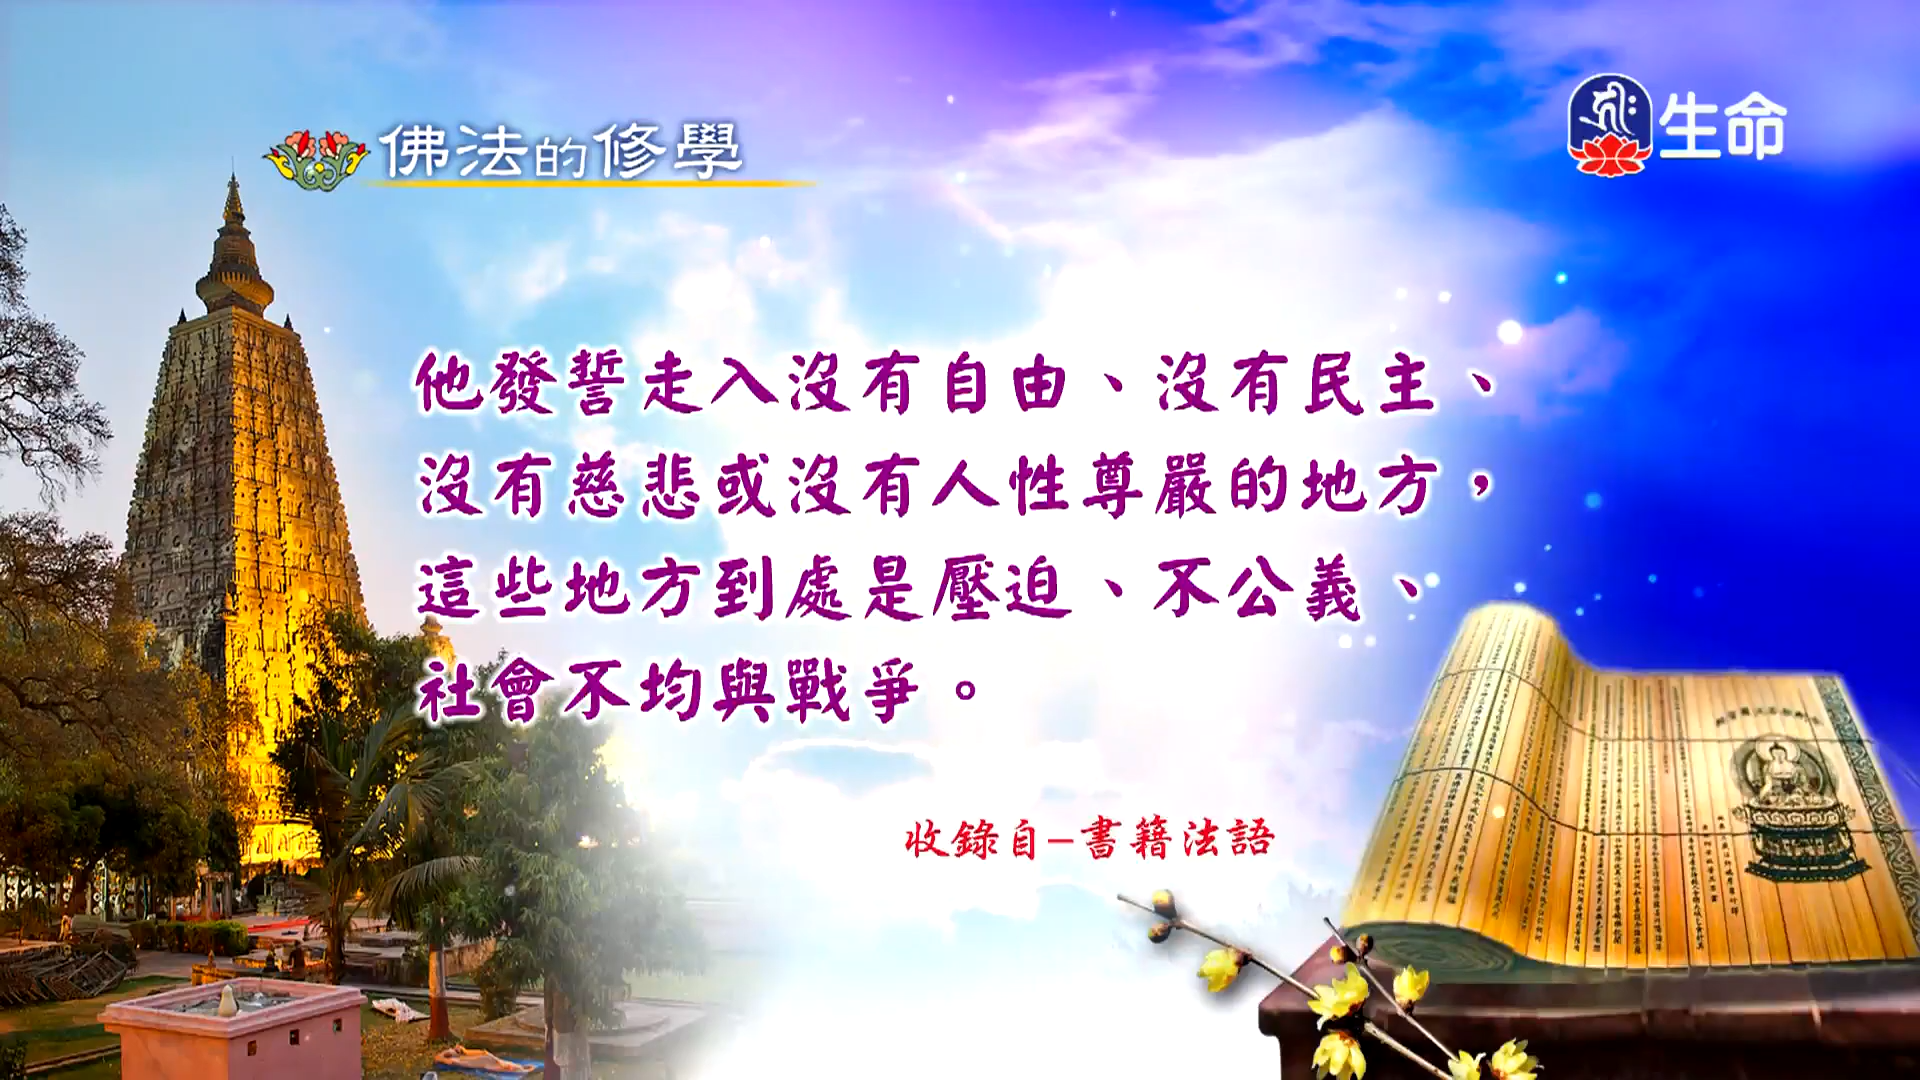 佛法的修學
生命
他發誓走入沒有自由、沒有民主、
沒有慈悲或沒有人性尊嚴的地方，
這些地方到處是壓迫、不公義、
社會不均與戰爭。
收錄自–書籍法語